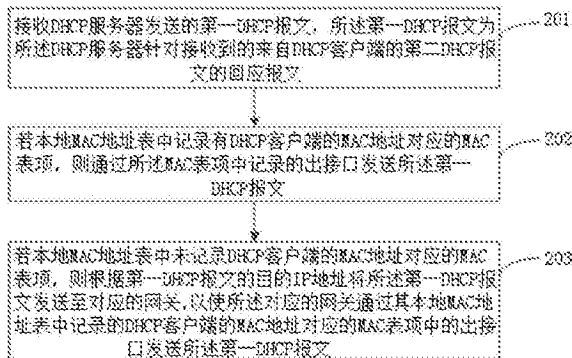 接收DHCP服务器发送的第一DHCP报文，所述第一DHCP报文为
所述DHCP服务器针对接收到的来自DHCP客户端的第二DHCP报
文的回应报文
201
若本地MAC地址表中记录有DHCP客户端的MAC地址对应的MAC
表项，则通过所述MAC表项中记录的出接口发送所述第一
DHCP报文
202
若本地MAC地址表中未记录DHCP客户端的MAC地址对应的MAC
表项，则根据第一DHCP报文的目的IP地址将所述第一DHCP报
文发送至对应的网关，以使所述对应的网关通过其本地MAC地
址表中记录的DHCP客户端的MAC地址对应的MAC表项中的出接
口发送所述第一DHCP报文
203